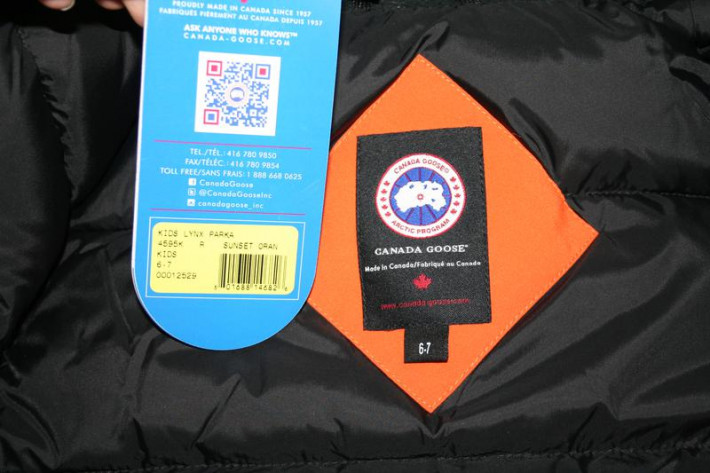 PROUDLY MADE IN CANADA SINCE 1957
FABRIQUÉS FIÈREMENT AU CANADA DEPUIS 1957
ASK ANYONE WHO KNOWS™
CANADA-GOOSE.COM
TEL./TÉL.: 416 780 9850
FAX/TÉLÉC.: 416 780 9854
TOLL FREE/SANS FRAIS: 1 888 668 0625
CanadaGoose
@CanadaGooseInc
canadagoose_inc
KIDS LYNX PARKA
4595K R SUNSET ORAN
KIDS
6-7
00012529
CANADA GOOSE®
ARCTIC PROGRAM
CANADA GOOSE®
Made in Canada/Fabriqué au Canada
www.canada-goose.com
6-7